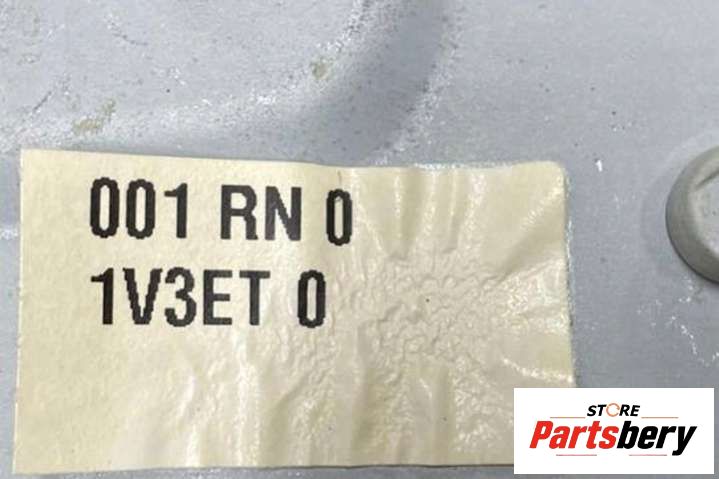 001 RN 0
1V3ET 0
STORE
Partsbery